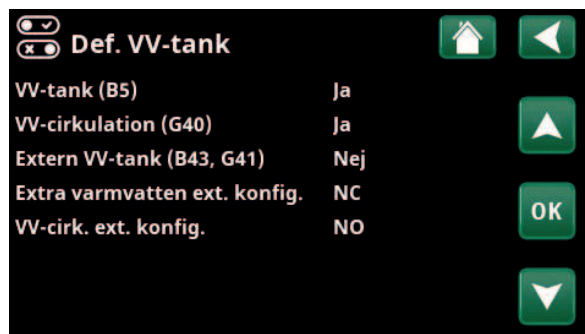 Def. VV-tank
VV-tank (B5) Ja
VV-cirkulation (G40) Ja
Extern VV-tank (B43, G41) Nej
Extra varmvatten ext. konfig. NC
VV-cirk. ext. konfig. NO
OK